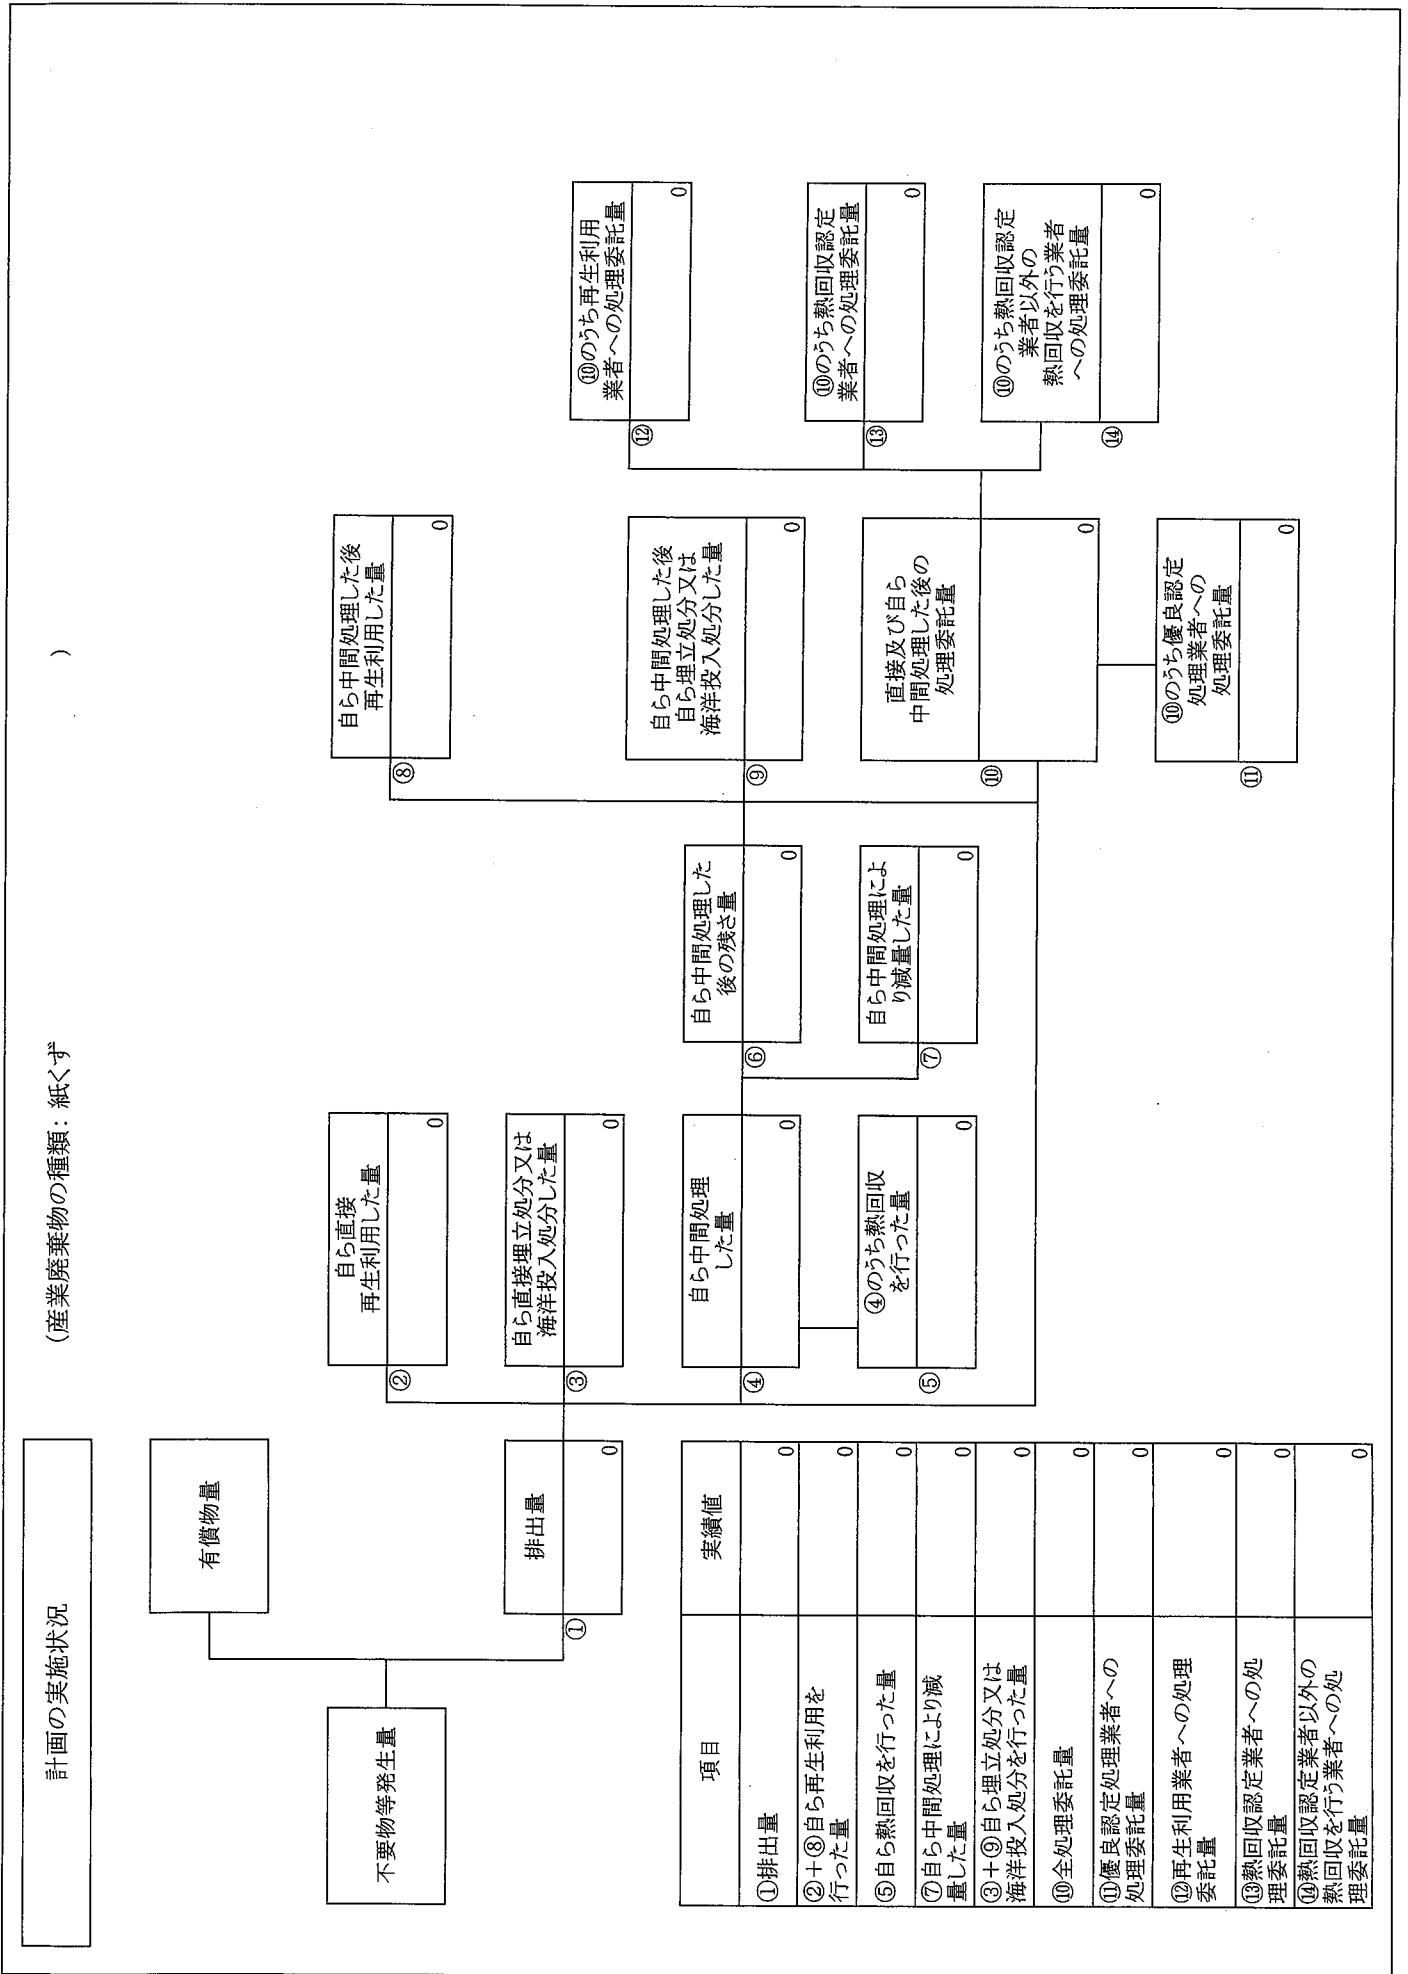 計画の実施状況
(産業廃棄物の種類：紙くず
)
不要物等発生量
有償物量
排出量
①
0
自ら直接
再生利用した量
②
0
自ら直接埋立処分又は
海洋投入処分した量
③
0
自ら中間処理
した量
④
0
④のうち熱回収
を行った量
⑤
0
自ら中間処理した
後の残さ量
⑥
0
自ら中間処理によ
り減量した量
⑦
0
自ら中間処理した後
再生利用した量
⑧
0
自ら中間処理した後
自ら埋立処分又は
海洋投入処分した量
⑨
0
直接及び自ら
中間処理した後の
処理委託量
⑩
0
⑩のうち優良認定
処理業者への
処理委託量
⑪
0
⑩のうち再生利用
業者への処理委託量
⑫
0
⑩のうち熱回収認定
業者への処理委託量
⑬
0
⑩のうち熱回収認定
業者以外の
熱回収を行う業者
への処理委託量
⑭
0
項目 実績値
①排出量 0
②＋⑧自ら再生利用を
行った量 0
⑤自ら熱回収を行った量 0
⑦自ら中間処理により減
量した量 0
③＋⑨自ら埋立処分又は
海洋投入処分を行った量 0
⑩全処理委託量 0
⑪優良認定処理業者への
処理委託量 0
⑫再生利用業者への処理
委託量 0
⑬熱回収認定業者への処
理委託量 0
⑭熱回収認定業者以外の
熱回収を行う業者への処
理委託量 0